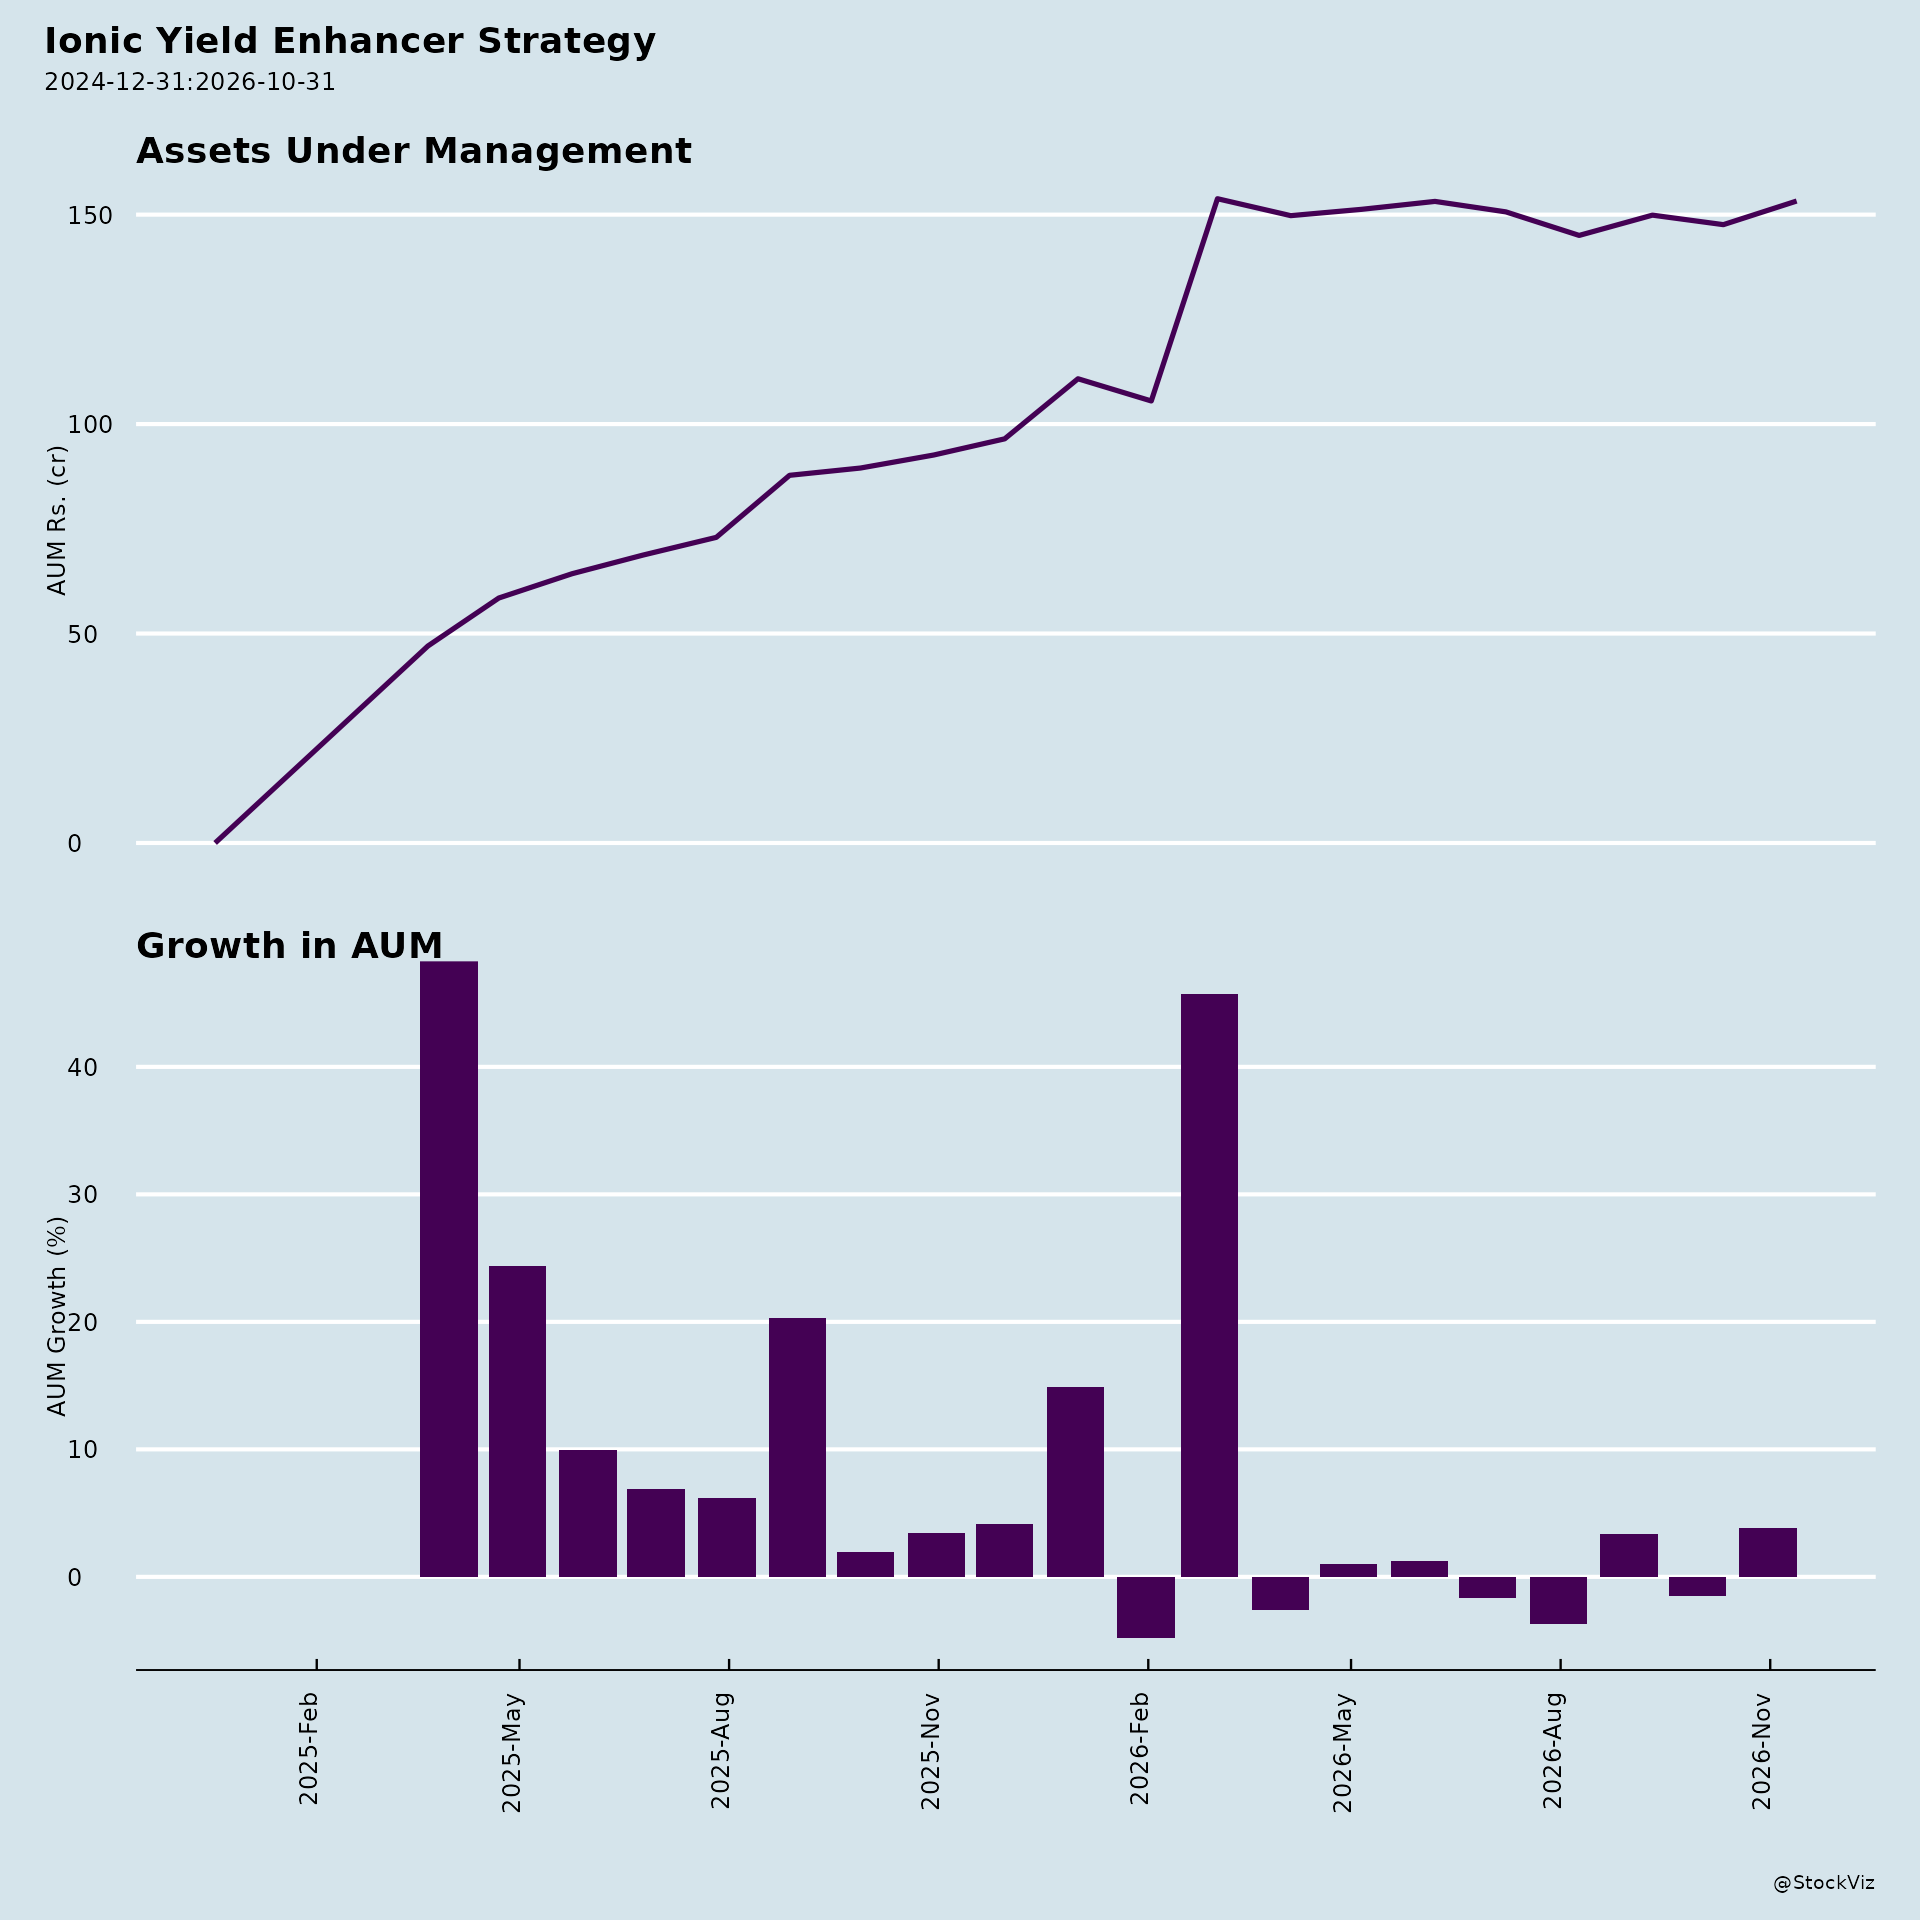 Ionic Yield Enhancer Strategy
2024-12-31:2026-10-31
Assets Under Management
AUM Rs. (cr)
150
100
50
0
Growth in AUM
AUM Growth (%)
40
30
20
10
0
2025-Feb
2025-May
2025-Aug
2025-Nov
2026-Feb
2026-May
2026-Aug
2026-Nov
@StockViz